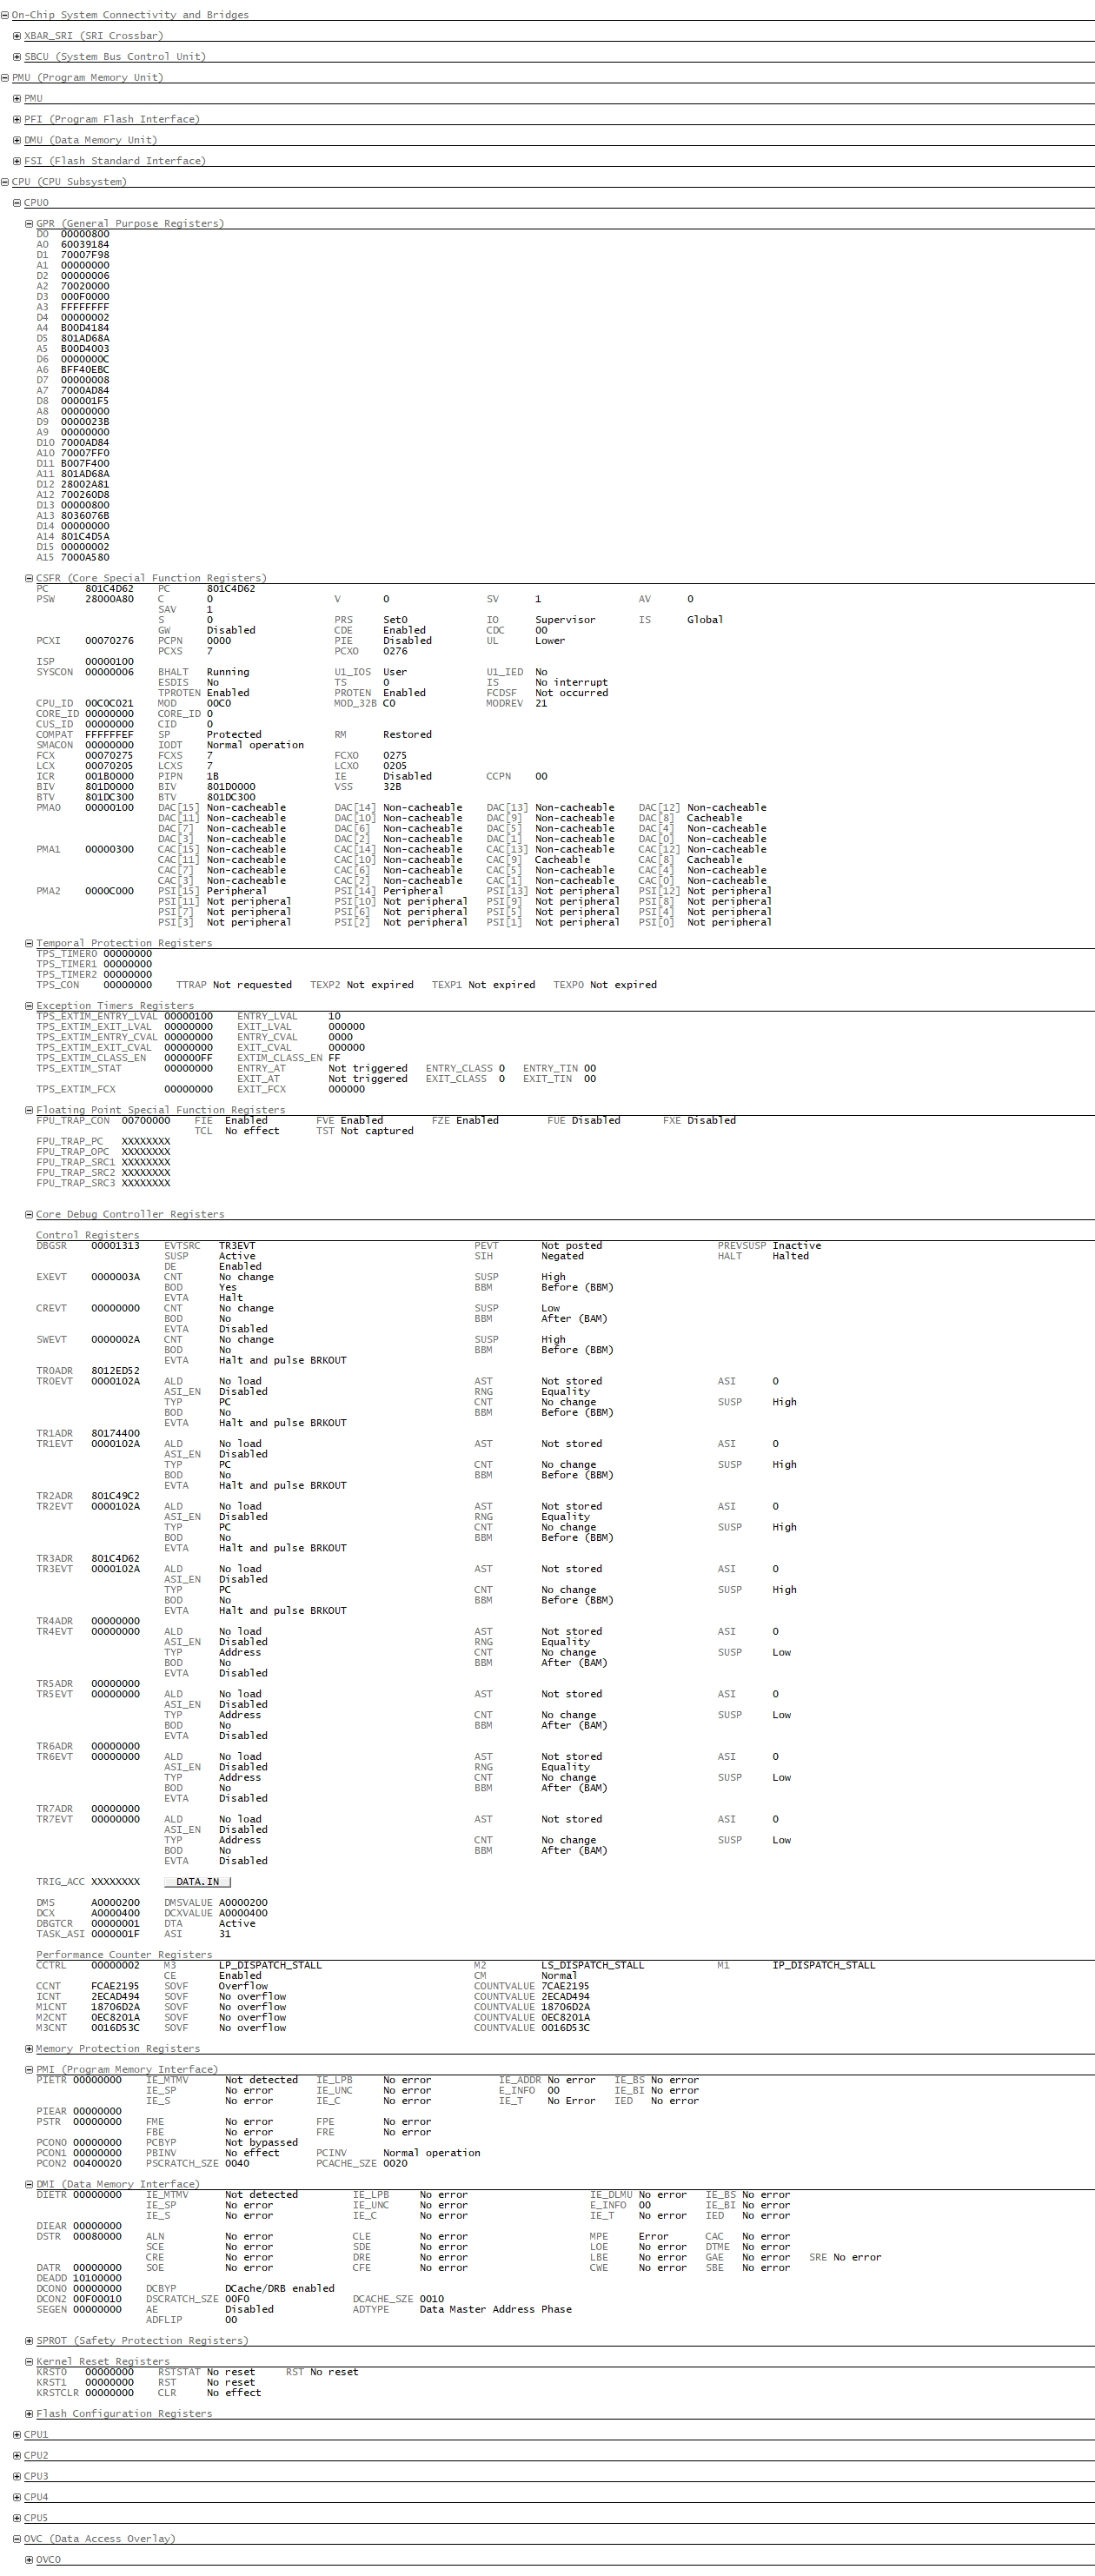 On-Chip System Connectivity and Bridges
XBAR_SRI (SRI Crossbar)
SBCU (System Bus Control Unit)
PMU (Program Memory Unit)
PMU
PFI (Program Flash Interface)
DMU (Data Memory Unit)
FSI (Flash Standard Interface)
CPU (CPU Subsystem)
CPU0
GPR (General Purpose Registers)
D0 00000800
A0 60039184
D1 70007F98
A1 00000000
D2 00000006
A2 70020000
D3 000F0000
A3 FFFFFFFF
D4 00000002
A4 B00D4184
D5 801AD68A
A5 B00D4003
D6 0000000C
A6 BFF40EBC
D7 00000008
A7 7000AD84
D8 000001F5
A8 00000000
D9 0000023B
A9 00000000
D10 7000AD84
A10 70007FF0
D11 B007F400
A11 801AD68A
D12 28002A81
A12 700260D8
D13 00000800
A13 8036076B
D14 00000000
A14 801C4D5A
D15 00000002
A15 7000A580
CSFR (Core Special Function Registers)
PC 801C4D62 PC 801C4D62
PSW 28000A80 C 0 V 0 SV 1 AV 0
SAV 1
S 0 PRS Set0 IO Supervisor IS Global
GW Disabled CDE Enabled CDC 00
PCXI 00070276 PCPN 0000 PIE Disabled UL Lower
PCXS 7 PCXO 0276
ISP 00000100
SYSCON 00000006 BHALT Running U1_IOS User U1_IED No
ESDIS No TS 0 IS No interrupt
TPROTEN Enabled PROTEN Enabled FCDSF Not occurred
CPU_ID 00C0C021 MOD 00C0 MOD_32B C0 MODREV 21
CORE_ID 00000000 CORE_ID 0
CUS_ID 00000000 CID 0
COMPAT FFFFFFEF SP Protected RM Restored
SMACON 00000000 IODT Normal operation
FCX 00070275 FCXS 7 FCXO 0275
LCX 00070205 LCXS 7 LCXO 0205
ICR 001B0000 PIPN 1B IE Disabled CCPN 00
BIV 801D0000 BIV 801D0000 VSS 32B
BTV 801DC300 BTV 801DC300
PMA0 00000100 DAC[15] Non-cacheable DAC[14] Non-cacheable DAC[13] Non-cacheable DAC[12] Non-cacheable
DAC[11] Non-cacheable DAC[10] Non-cacheable DAC[9] Non-cacheable DAC[8] Cacheable
DAC[7] Non-cacheable DAC[6] Non-cacheable DAC[5] Non-cacheable DAC[4] Non-cacheable
DAC[3] Non-cacheable DAC[2] Non-cacheable DAC[1] Non-cacheable DAC[0] Non-cacheable
PMA1 00000300 CAC[15] Non-cacheable CAC[14] Non-cacheable CAC[13] Non-cacheable CAC[12] Non-cacheable
CAC[11] Non-cacheable CAC[10] Non-cacheable CAC[9] Cacheable CAC[8] Cacheable
CAC[7] Non-cacheable CAC[6] Non-cacheable CAC[5] Non-cacheable CAC[4] Non-cacheable
CAC[3] Non-cacheable CAC[2] Non-cacheable CAC[1] Non-cacheable CAC[0] Non-cacheable
PMA2 0000C000 PSI[15] Peripheral PSI[14] Peripheral PSI[13] Not peripheral PSI[12] Not peripheral
PSI[11] Not peripheral PSI[10] Not peripheral PSI[9] Not peripheral PSI[8] Not peripheral
PSI[7] Not peripheral PSI[6] Not peripheral PSI[5] Not peripheral PSI[4] Not peripheral
PSI[3] Not peripheral PSI[2] Not peripheral PSI[1] Not peripheral PSI[0] Not peripheral
Temporal Protection Registers
TPS_TIMER0 00000000
TPS_TIMER1 00000000
TPS_TIMER2 00000000
TPS_CON 00000000 TTRAP Not requested TEXP2 Not expired TEXP1 Not expired TEXP0 Not expired
Exception Timers Registers
TPS_EXTIM_ENTRY_LVAL 00000100 ENTRY_LVAL 10
TPS_EXTIM_EXIT_LVAL 00000000 EXIT_LVAL 000000
TPS_EXTIM_ENTRY_CVAL 00000000 ENTRY_CVAL 0000
TPS_EXTIM_EXIT_CVAL 00000000 EXIT_CVAL 000000
TPS_EXTIM_CLASS_EN 000000FF EXTIM_CLASS_EN FF
TPS_EXTIM_STAT 00000000 ENTRY_AT Not triggered ENTRY_CLASS 0 ENTRY_TIN 00
EXIT_AT Not triggered EXIT_CLASS 0 EXIT_TIN 00
TPS_EXTIM_FCX 00000000 EXIT_FCX 000000
Floating Point Special Function Registers
FPU_TRAP_CON 00700000 FIE Enabled FVE Enabled FZE Enabled FUE Disabled FXE Disabled
TCL No effect TST Not captured
FPU_TRAP_PC XXXXXXXX
FPU_TRAP_OPC XXXXXXXX
FPU_TRAP_SRC1 XXXXXXXX
FPU_TRAP_SRC2 XXXXXXXX
FPU_TRAP_SRC3 XXXXXXXX
Core Debug Controller Registers
Control Registers
DBGSR 00001313 EVTSRC TR3EVT PEVT Not posted PREVSUSP Inactive
SUSP Active SIH Negated HALT Halted
DE Enabled
EXEVT 0000003A CNT No change SUSP High
BOD Yes BBM Before (BBM)
EVTA Halt
CREVT 00000000 CNT No change SUSP Low
BOD No BBM After (BAM)
EVTA Disabled
SWEVT 0000002A CNT No change SUSP High
BOD No BBM Before (BBM)
EVTA Halt and pulse BRKOUT
TR0ADR 8012ED52
TR0EVT 0000102A ALD No load AST Not stored ASI 0
ASI_EN Disabled RNG Equality
TYP PC CNT No change SUSP High
BOD No BBM Before (BBM)
EVTA Halt and pulse BRKOUT
TR1ADR 80174400
TR1EVT 0000102A ALD No load AST Not stored ASI 0
ASI_EN Disabled
TYP PC CNT No change SUSP High
BOD No BBM Before (BBM)
EVTA Halt and pulse BRKOUT
TR2ADR 801C49C2
TR2EVT 0000102A ALD No load AST Not stored ASI 0
ASI_EN Disabled RNG Equality
TYP PC CNT No change SUSP High
BOD No BBM Before (BBM)
EVTA Halt and pulse BRKOUT
TR3ADR 801C4D62
TR3EVT 0000102A ALD No load AST Not stored ASI 0
ASI_EN Disabled
TYP PC CNT No change SUSP High
BOD No BBM Before (BBM)
EVTA Halt and pulse BRKOUT
TR4ADR 00000000
TR4EVT 00000000 ALD No load AST Not stored ASI 0
ASI_EN Disabled RNG Equality
TYP Address CNT No change SUSP Low
BOD No BBM After (BAM)
EVTA Disabled
TR5ADR 00000000
TR5EVT 00000000 ALD No load AST Not stored ASI 0
ASI_EN Disabled
TYP Address CNT No change SUSP Low
BOD No BBM After (BAM)
EVTA Disabled
TR6ADR 00000000
TR6EVT 00000000 ALD No load AST Not stored ASI 0
ASI_EN Disabled RNG Equality
TYP Address CNT No change SUSP Low
BOD No BBM After (BAM)
EVTA Disabled
TR7ADR 00000000
TR7EVT 00000000 ALD No load AST Not stored ASI 0
ASI_EN Disabled
TYP Address CNT No change SUSP Low
BOD No BBM After (BAM)
EVTA Disabled
TRIG_ACC XXXXXXXX DATA.IN
DMS A0000200 DMSVALUE A0000200
DCX A0000400 DCXVALUE A0000400
DBGTCR 00000001 DTA Active
TASK_ASI 0000001F ASI 31
Performance Counter Registers
CCTRL 00000002 M3 LP_DISPATCH_STALL M2 LS_DISPATCH_STALL M1 IP_DISPATCH_STALL
CE Enabled CM Normal
CCNT FCAE2195 SOVF Overflow COUNTVALUE 7CAE2195
ICNT 2ECAD494 SOVF No overflow COUNTVALUE 2ECAD494
M1CNT 18706D2A SOVF No overflow COUNTVALUE 18706D2A
M2CNT 0EC8201A SOVF No overflow COUNTVALUE 0EC8201A
M3CNT 0016D53C SOVF No overflow COUNTVALUE 0016D53C
Memory Protection Registers
PMI (Program Memory Interface)
PIETR 00000000 IE_MTMV Not detected IE_LPB No error IE_ADDR No error IE_BS No error
IE_SP No error IE_UNC No error E_INFO 00 IE_BI No error
IE_S No error IE_C No error IE_T No Error IED No error
PIEAR 00000000
PSTR 00000000 FME No error FPE No error
FBE No error FRE No error
PCON0 00000000 PCBYP Not bypassed
PCON1 00000000 PBINV No effect PCINV Normal operation
PCON2 00400020 PSCRATCH_SZE 0040 PCACHE_SZE 0020
DMI (Data Memory Interface)
DIETR 00000000 IE_MTMV Not detected IE_LPB No error IE_DLMU No error IE_BS No error
IE_SP No error IE_UNC No error E_INFO 00 IE_BI No error
IE_S No error IE_C No error IE_T No error IED No error
DIEAR 00000000
DSTR 00080000 ALN No error CLE No error MPE Error CAC No error
SCE No error SDE No error LOE No error DTME No error
CRE No error DRE No error LBE No error GAE No error SRE No error
DATR 00000000 SOE No error CFE No error CWE No error SBE No error
DEADD 10100000
DCON0 00000000 DCBYP DCache/DRB enabled
DCON2 00F00010 DSCRATCH_SZE 00F0 DCACHE_SZE 0010
SEGEN 00000000 AE Disabled ADTYPE Data Master Address Phase
ADFLIP 00
SPROT (Safety Protection Registers)
Kernel Reset Registers
KRST0 00000000 RSTSTAT No reset RST No reset
KRST1 00000000 RST No reset
KRSTCLR 00000000 CLR No effect
Flash Configuration Registers
CPU1
CPU2
CPU3
CPU4
CPU5
OVC (Data Access Overlay)
OVC0